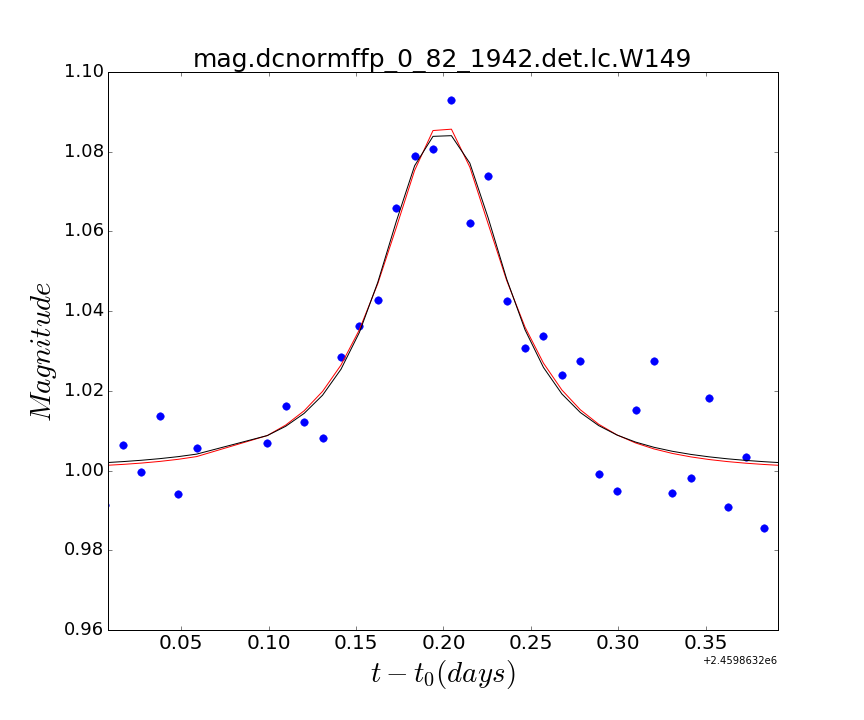 mag.dcnormffp_0_82_1942.det.lc.W149
1.10
1.08
1.06
1.04
1.02
1.00
0.98
0.96
Magnitude
0.05 0.10 0.15 0.20 0.25 0.30 0.35
+2.4598632e6
t − t₀(days)